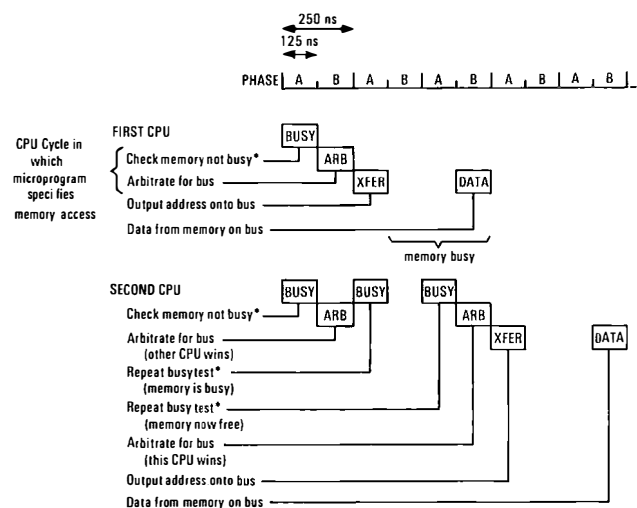 250 ns
125 ns
PHASE A B A B A B A B A B
CPU Cycle in
which
microprogram
specifies
memory access
FIRST CPU
BUSY
Check memory not busy*
ARB
Arbitrate for bus
XFER
DATA
Output address onto bus
Data from memory on bus
memory busy
SECOND CPU
BUSY BUSY BUSY
Check memory not busy*
ARB ARB
Arbitrate for bus
(other CPU wins)
XFER DATA
Repeat busy test*
(memory is busy)
Repeat busy test*
(memory now free)
Arbitrate for bus
(this CPU wins)
Output address onto bus
Data from memory on bus